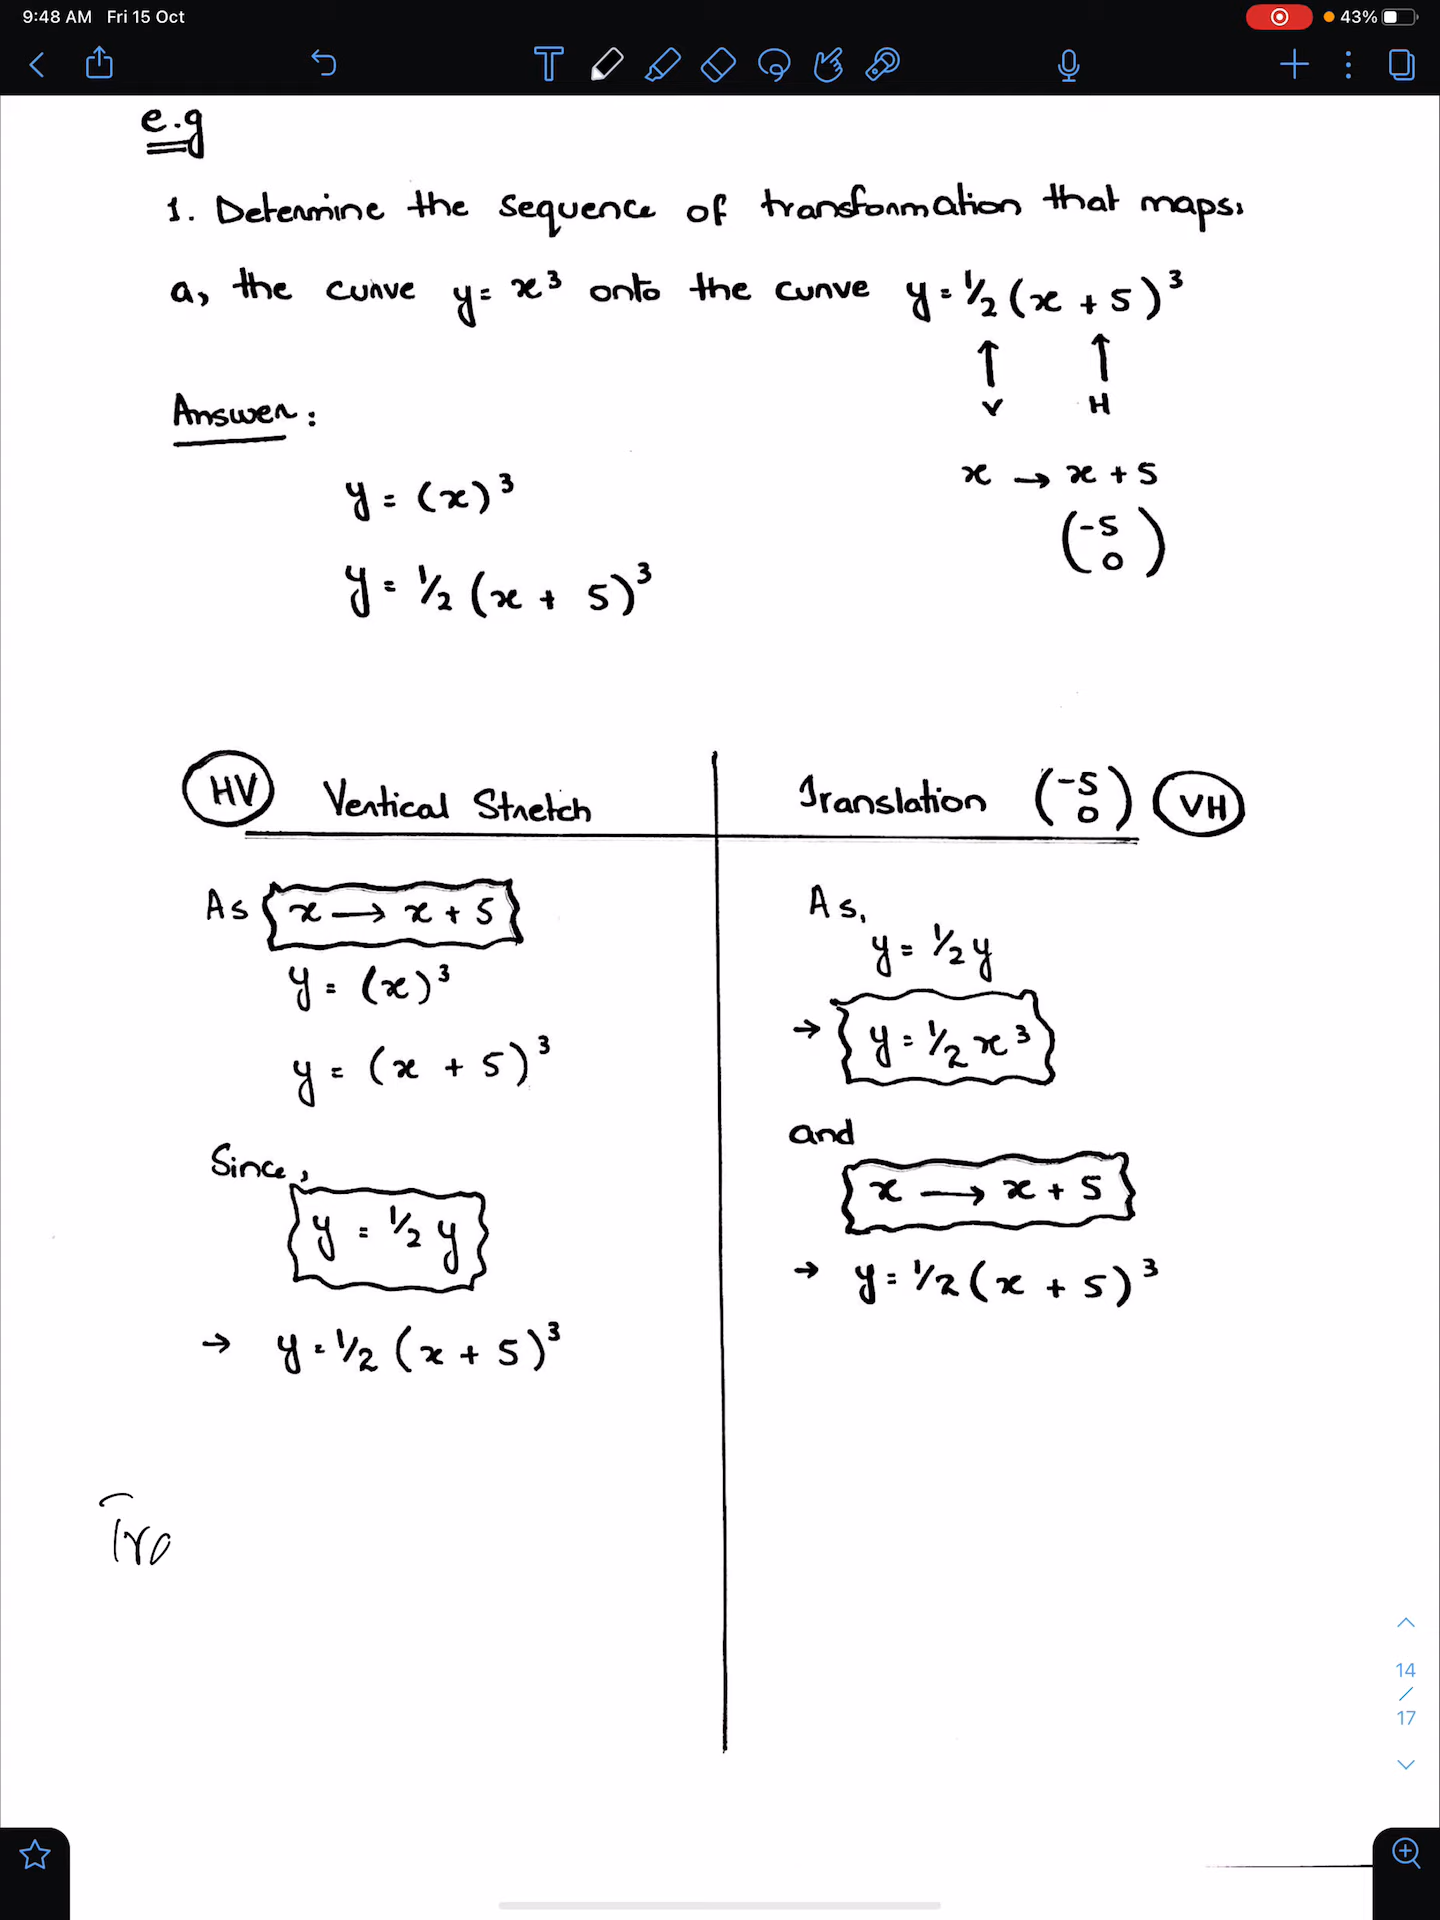 9:48 AM Fri 15 Oct
43%
e.g
1. Determine the sequence of transformation that maps:
a, the curve y = x³ onto the curve y = ½ (x + 5)³
↑ ↑
V H
Answer:
x → x + 5
y = (x)³
(-5
0)
y = ½ (x + 5)³
HV Vertical Stretch
As x → x + 5
y = (x)³
y = (x + 5)³
Since,
y = ½ y
→ y = ½ (x + 5)³
Tra
Translation (-5
0) VH
As,
y = ½ y
→ y = ½ x³
and
x → x + 5
→ y = ½ (x + 5)³
14
/
17